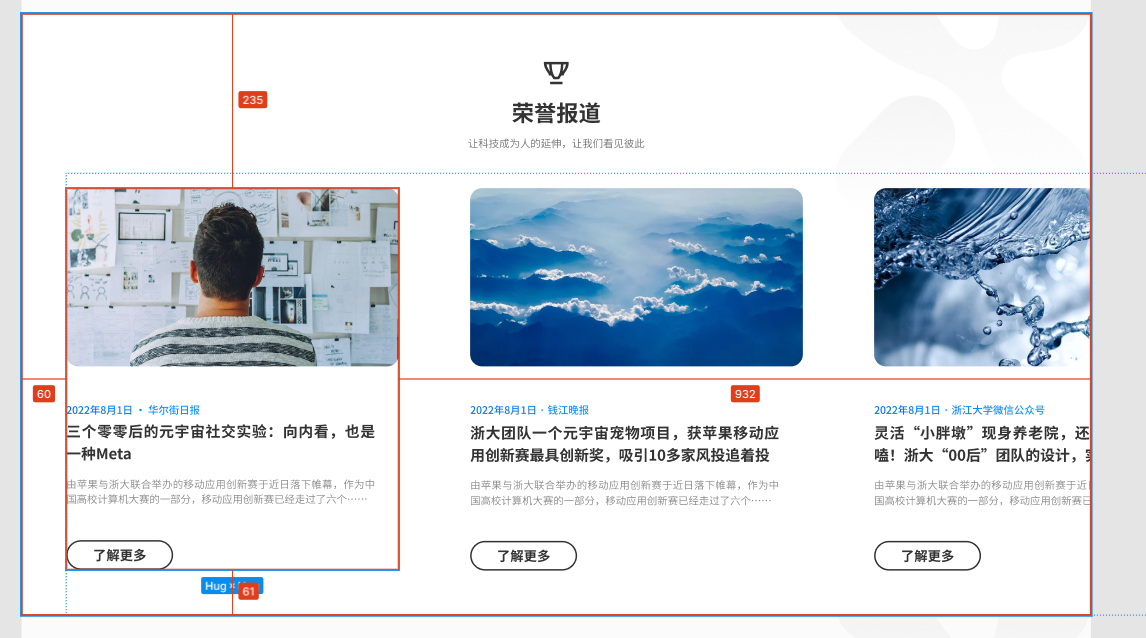 235
荣誉报道
让科技成为人的延伸，让我们看见彼此
60
932
2022年8月1日 · 华尔街日报
三个零零后的元宇宙社交实验：向内看，也是
一种Meta
由苹果与浙大联合举办的移动应用创新赛于近日落下帷幕，作为中
国高校计算机大赛的一部分，移动应用创新赛已经走过了六个……
了解更多
2022年8月1日 · 钱江晚报
浙大团队一个元宇宙宠物项目，获苹果移动应
用创新赛最具创新奖，吸引10多家风投追着投
由苹果与浙大联合举办的移动应用创新赛于近日落下帷幕，作为中
国高校计算机大赛的一部分，移动应用创新赛已经走过了六个……
了解更多
2022年8月1日 · 浙江大学微信公众号
灵活“小胖墩”现身养老院，还
嗑！浙大“00后”团队的设计，
由苹果与浙大联合举办的移动应用创新赛于近
国高校计算机大赛的一部分，移动应用创新赛已
了解更多
Hug ×
61